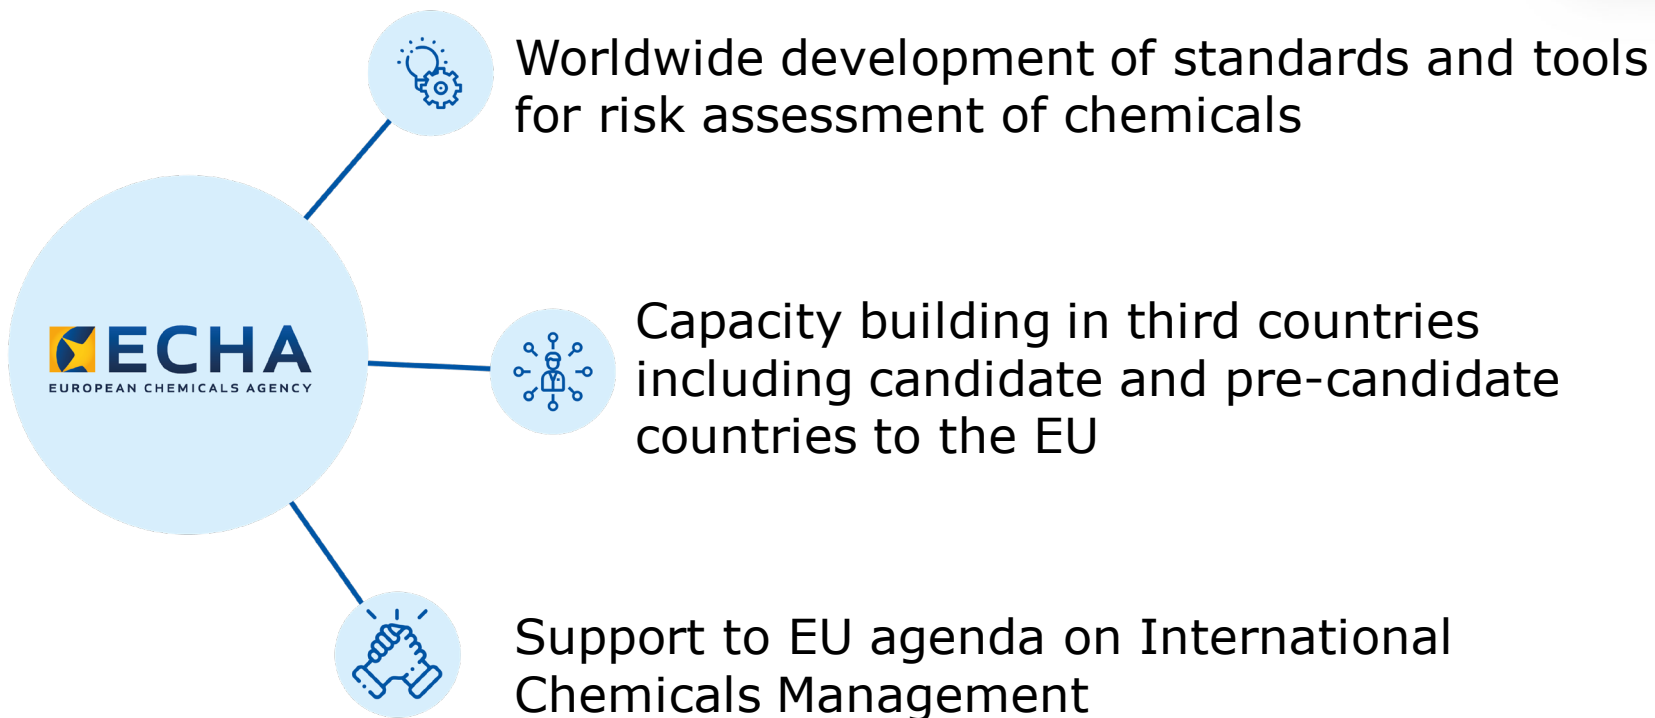 Worldwide development of standards and tools
for risk assessment of chemicals
ECHA
EUROPEAN CHEMICALS AGENCY
Capacity building in third countries
including candidate and pre-candidate
countries to the EU
Support to EU agenda on International
Chemicals Management